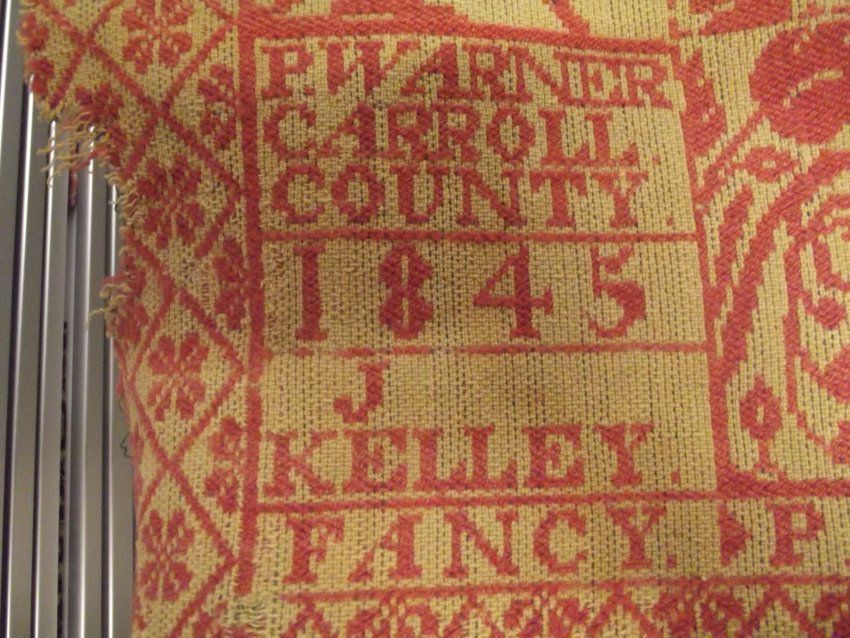 P. WARNER
CARROLL.
COUNTY.
1845
J
KELLEY.
FANCY. P